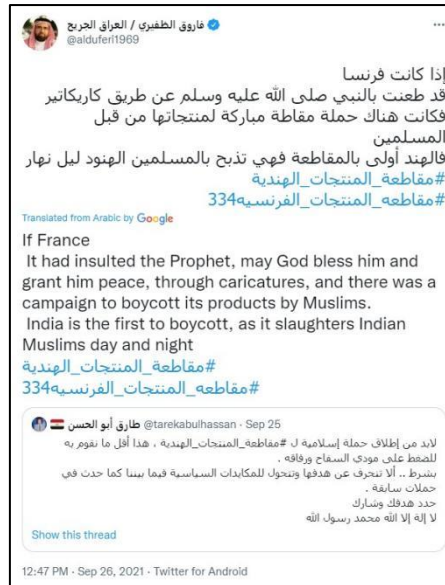 فاروق الظفيري / العراق الجريح
@alduferi1969
إذا كانت فرنسا
قد طعنت بالنبي صلى الله عليه وسلم عن طريق كاريكاتير
فكانت هناك حملة مقاطة مباركة لمنتجاتها من قبل
المسلمين
فالهند أولى بالمقاطعة فهي تذبح بالمسلمين الهنود ليل نهار
#مقاطعة_المنتجات_الهندية
#مقاطعه_المنتجات_الفرنسيه334
Translated from Arabic by Google
If France
It had insulted the Prophet, may God bless him and
grant him peace, through caricatures, and there was a
campaign to boycott its products by Muslims.
India is the first to boycott, as it slaughters Indian
Muslims day and night
#مقاطعة_المنتجات_الهندية
#مقاطعه_المنتجات_الفرنسيه334
طارق أبو الحسن @tarekabulhassan · Sep 25
لابد من إطلاق حملة إسلامية ل #مقاطعة_المنتجات_الهندية ، هذا أقل ما نقوم به
للضغط على مودي السفاح ورفاقه .
بشرط .. ألا تنحرف عن هدفها وتتحول للمكايدات السياسية فيما بيننا كما حدث في
حملات سابقة .
حدد هدفك وشارك
لا إلة إلا الله محمد رسول الله
Show this thread
12:47 PM · Sep 26, 2021 · Twitter for Android